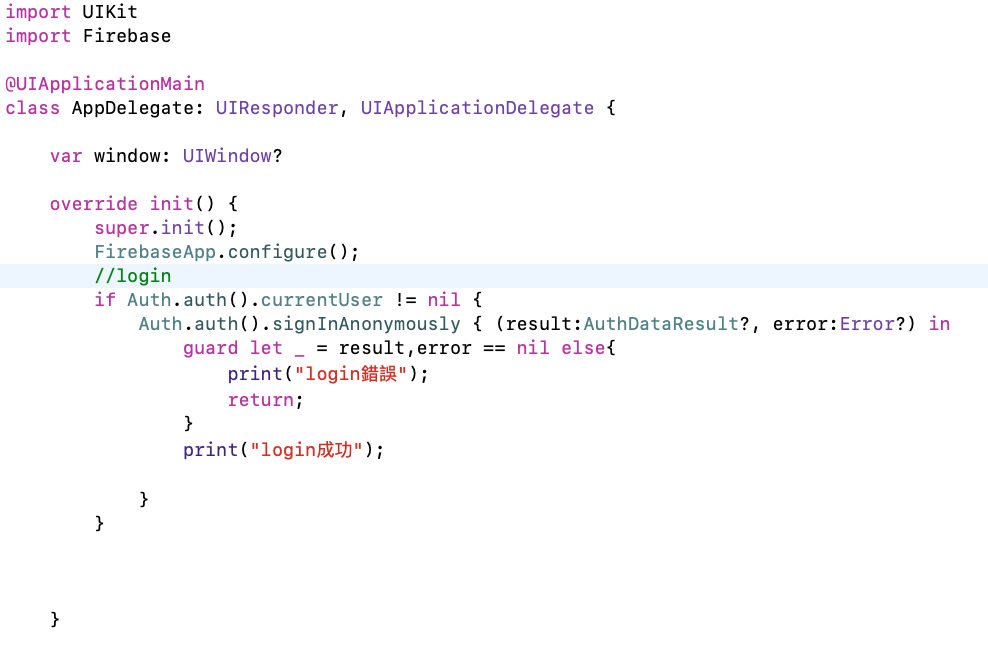 import UIKit
import Firebase
@UIApplicationMain
class AppDelegate: UIResponder, UIApplicationDelegate {
var window: UIWindow?
override init() {
super.init();
FirebaseApp.configure();
//login
if Auth.auth().currentUser != nil {
Auth.auth().signInAnonymously { (result:AuthDataResult?, error:Error?) in
guard let _ = result,error == nil else{
print("login錯誤");
return;
}
print("login成功");
}
}
}